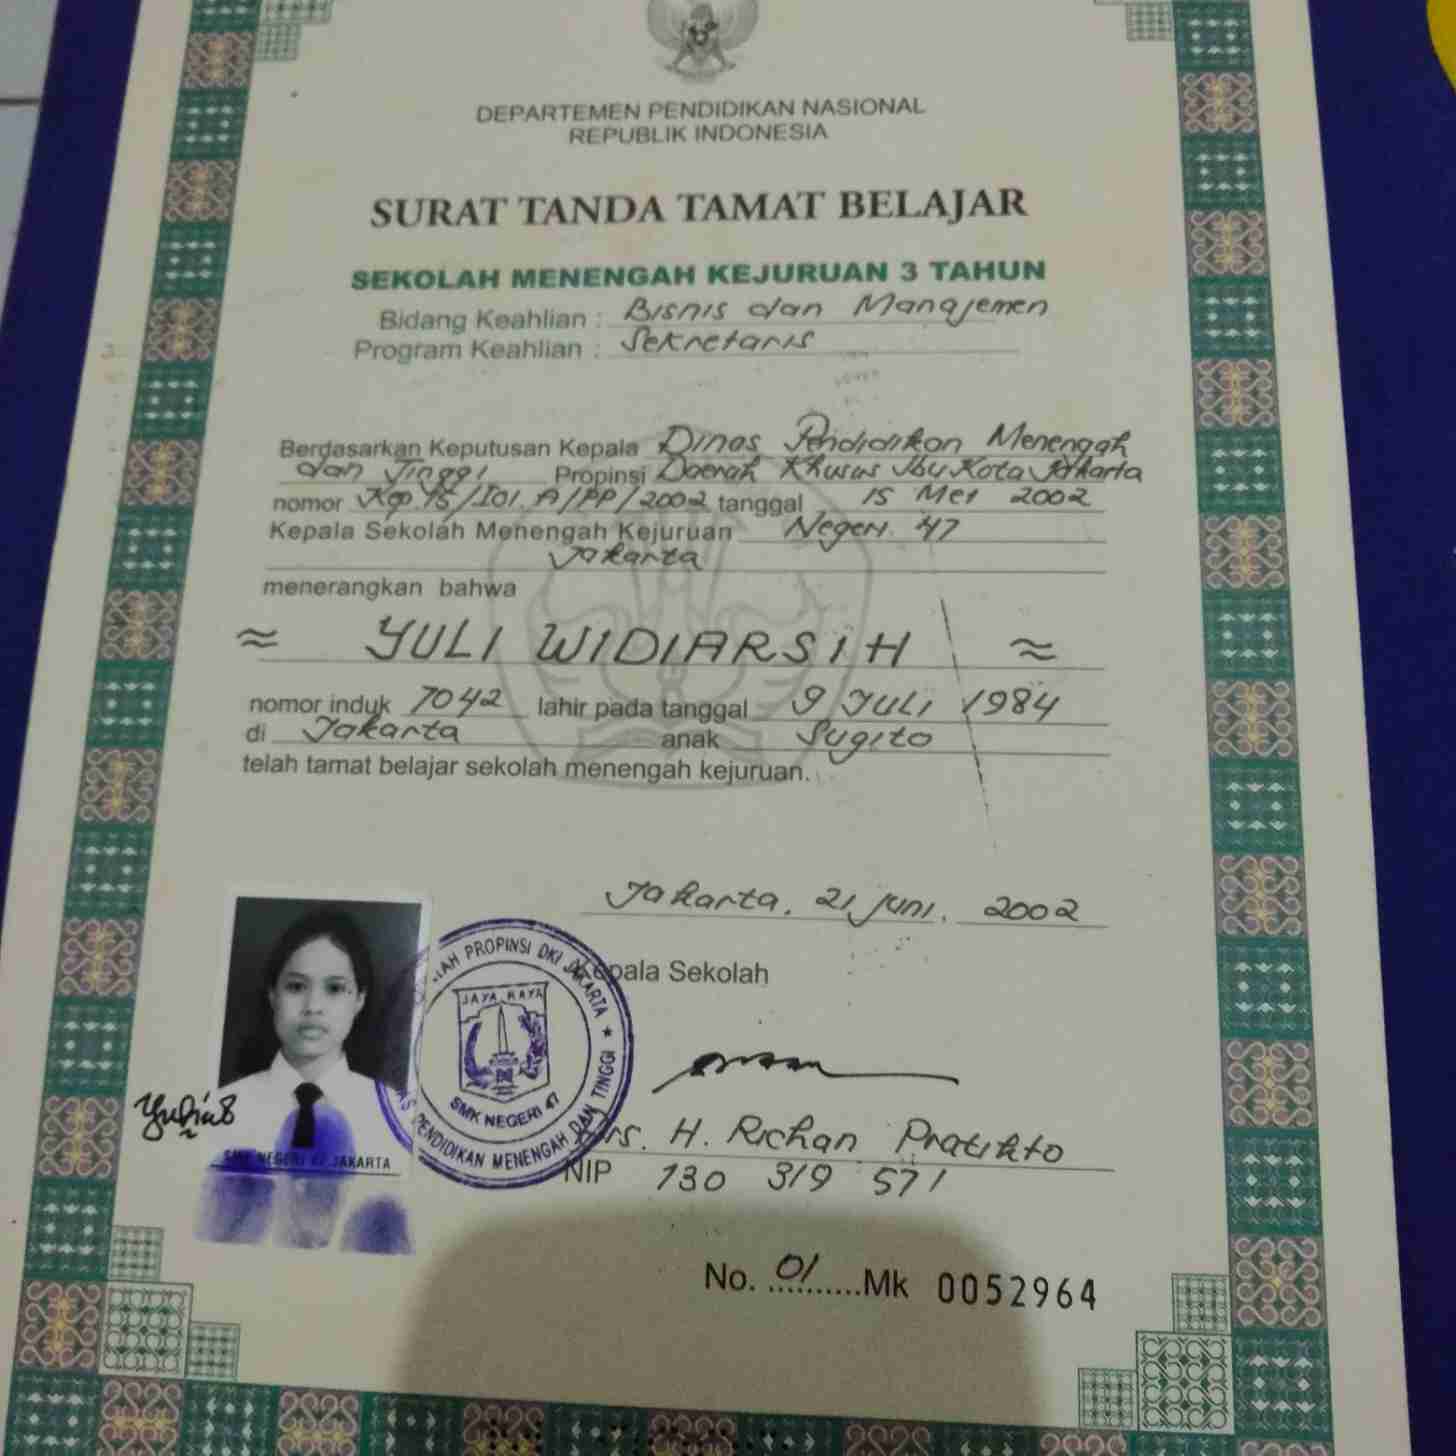 DEPARTEMEN PENDIDIKAN NASIONAL
REPUBLIK INDONESIA
SURAT TANDA TAMAT BELAJAR
SEKOLAH MENENGAH KEJURUAN 3 TAHUN
Bidang Keahlian : Bisnis dan Manajemen
Program Keahlian : Sekretaris
Berdasarkan Keputusan Kepala Dinas Pendidikan Menengah
dan Tinggi Propinsi Daerah Khusus Ibu Kota Jakarta
nomor Kep. 45/I01.A/PP/2002 tanggal 15 Mei 2002
Kepala Sekolah Menengah Kejuruan Negeri 47
Jakarta
menerangkan bahwa
≈ YULI WIDIARSIH ≈
nomor induk 7042 lahir pada tanggal 9 JULI 1984
di Jakarta anak Sugito
telah tamat belajar sekolah menengah kejuruan.
Jakarta, 21 Juni, 2002
Kepala Sekolah
PROPINSI DKI JAKARTA ★
JAYA RAYA
SMK NEGERI 47
PENDIDIKAN MENENGAH DAN TINGGI
SMK NEGERI 47 JAKARTA
Drs. H. Richan Pratikto
NIP 130 319 571
No. 01 Mk 0052964